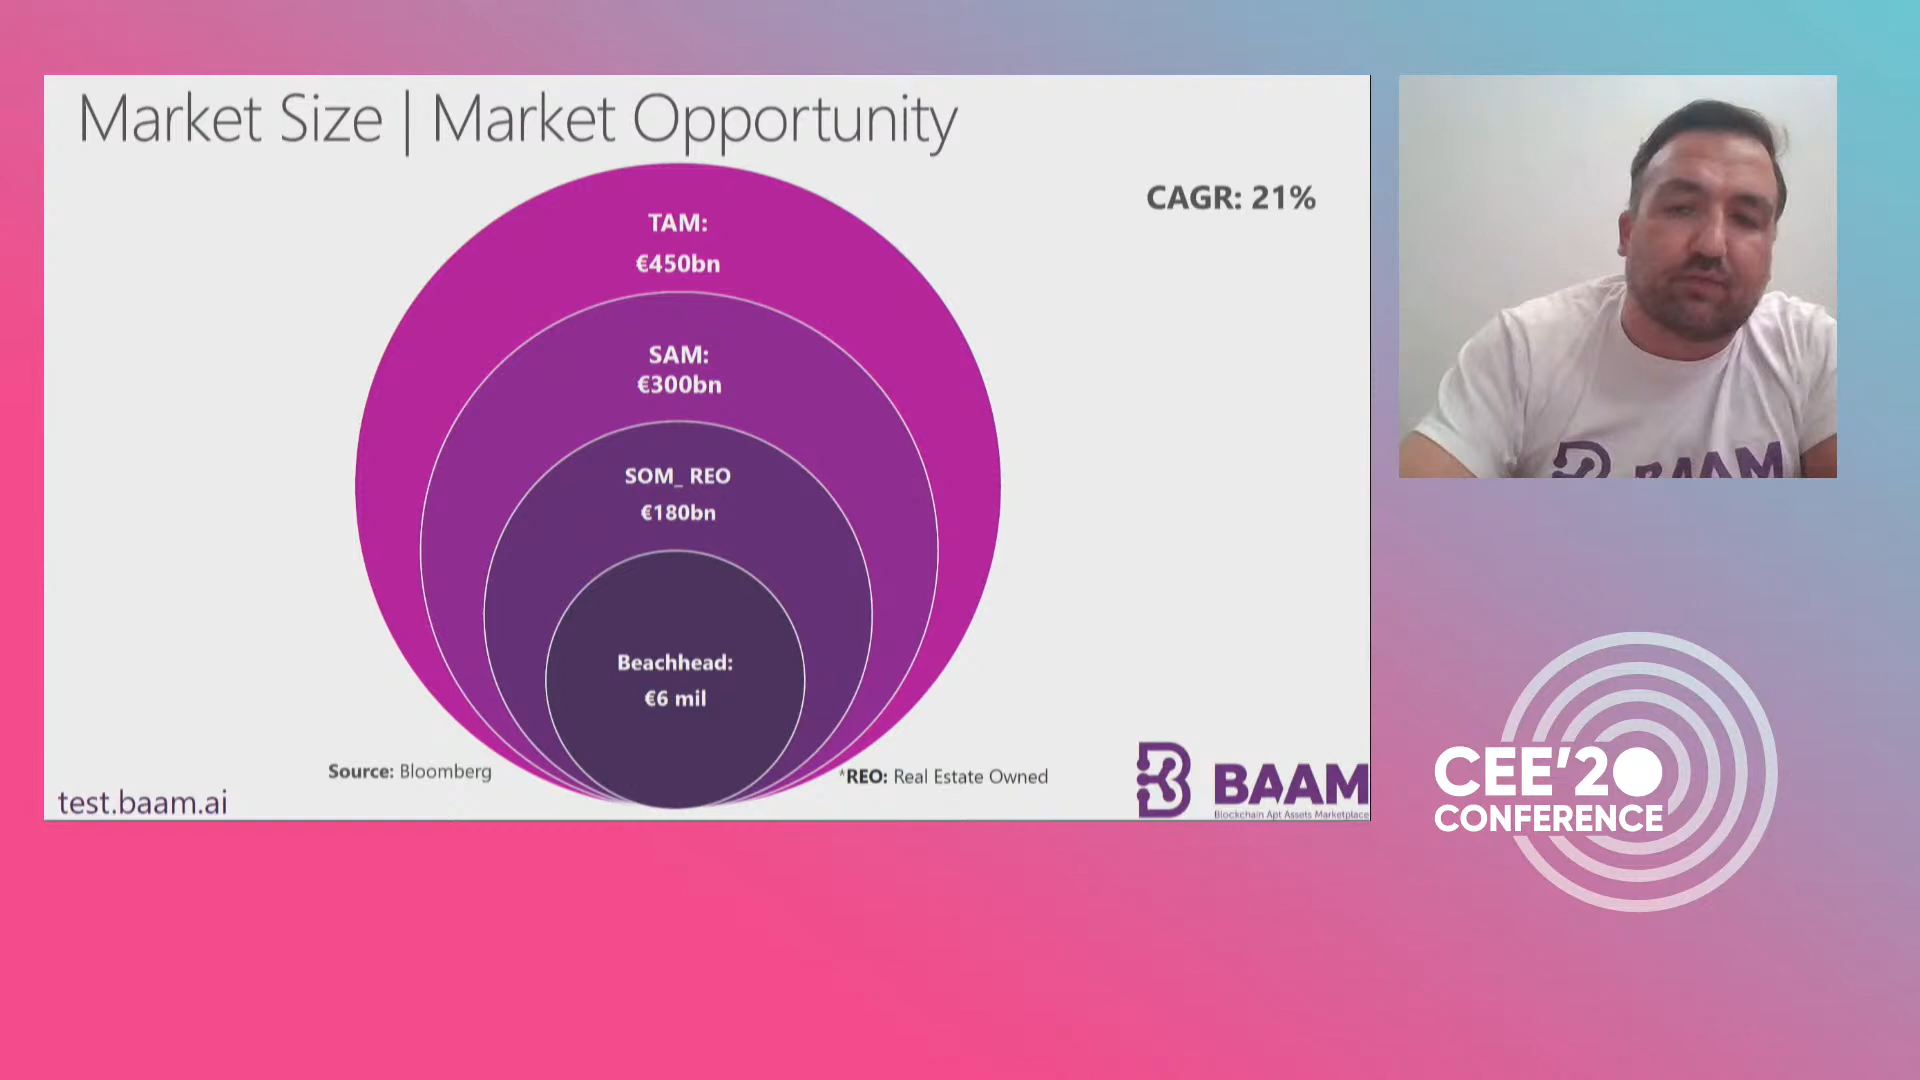 Market Size | Market Opportunity
CAGR: 21%
TAM:
€450bn
SAM:
€300bn
SOM_ REO
€180bn
Beachhead:
€6 mil
Source: Bloomberg
*REO: Real Estate Owned
test.baam.ai
BAAM
Blockchain Apt Assets Marketplace
BAAM
CEE'20
CONFERENCE